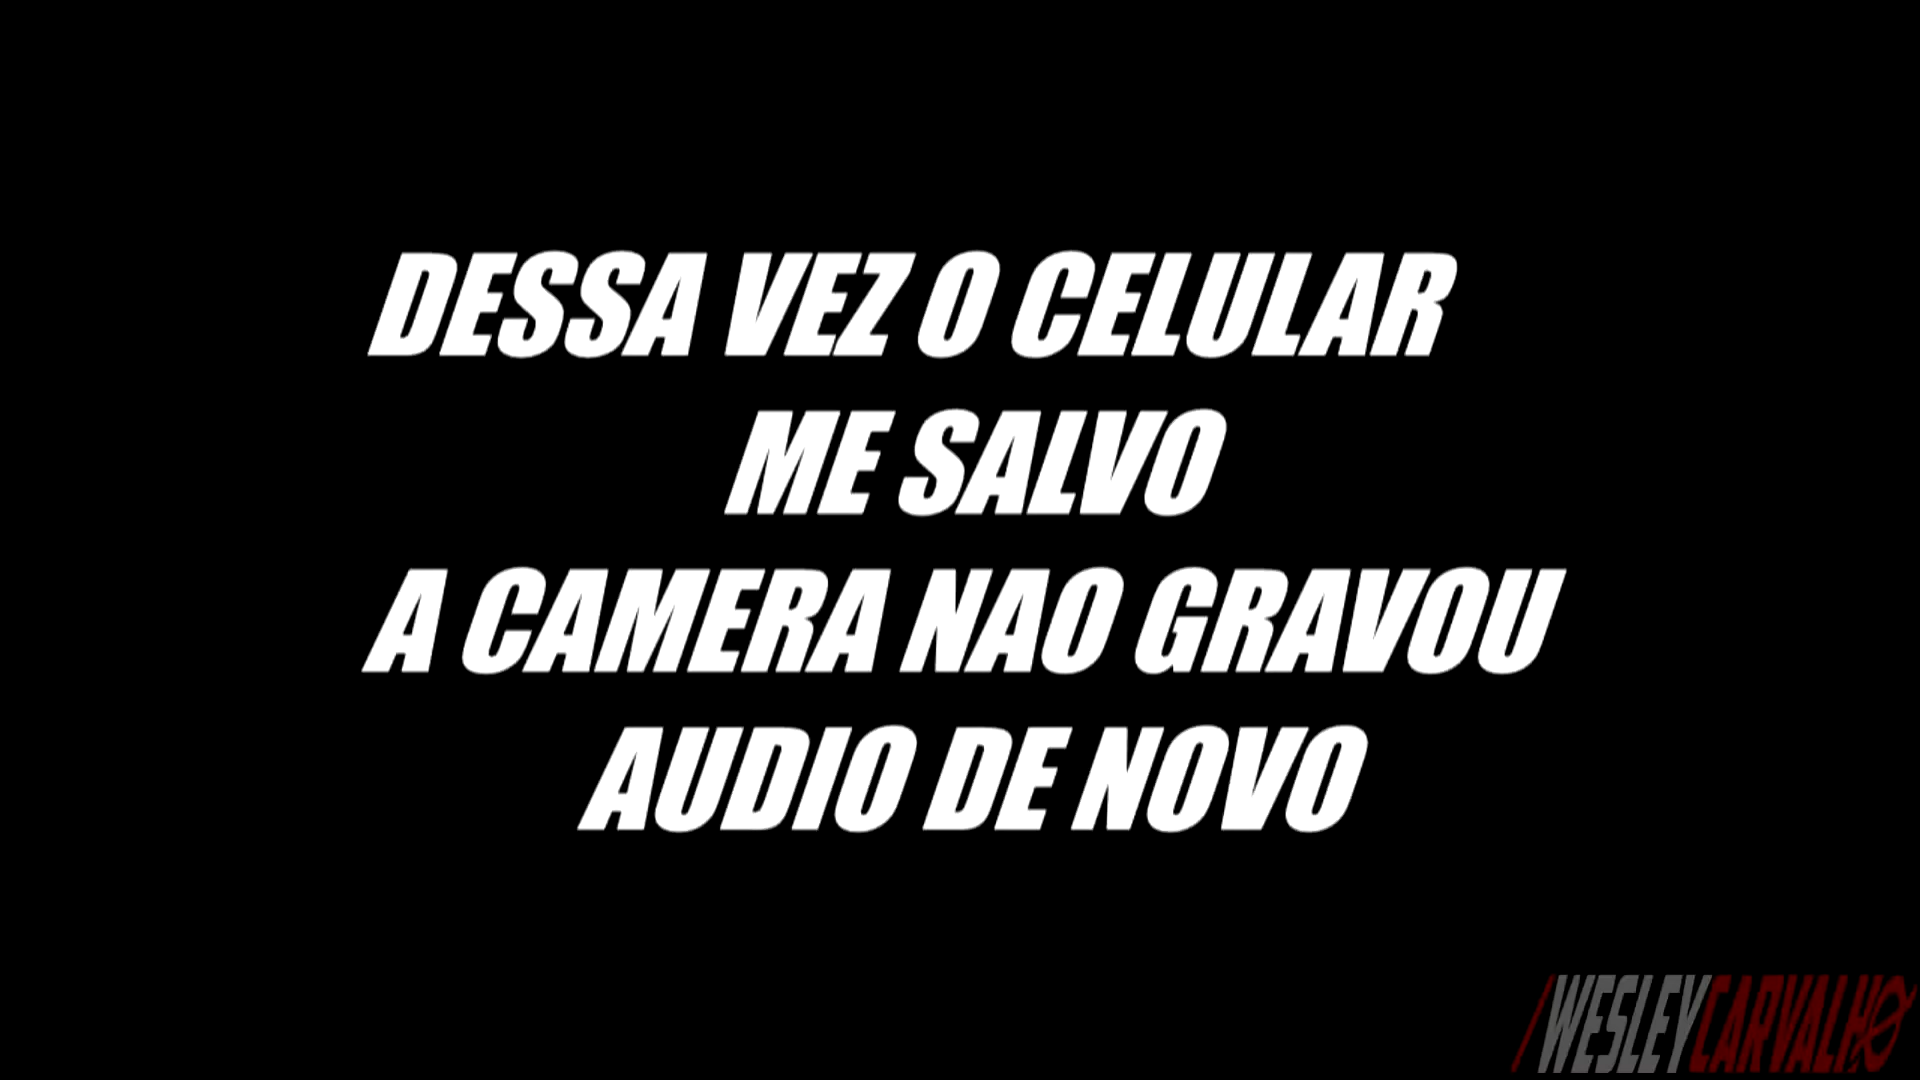 DESSA VEZ O CELULAR
ME SALVO
A CAMERA NAO GRAVOU
AUDIO DE NOVO
/WESLEYCARVALHO